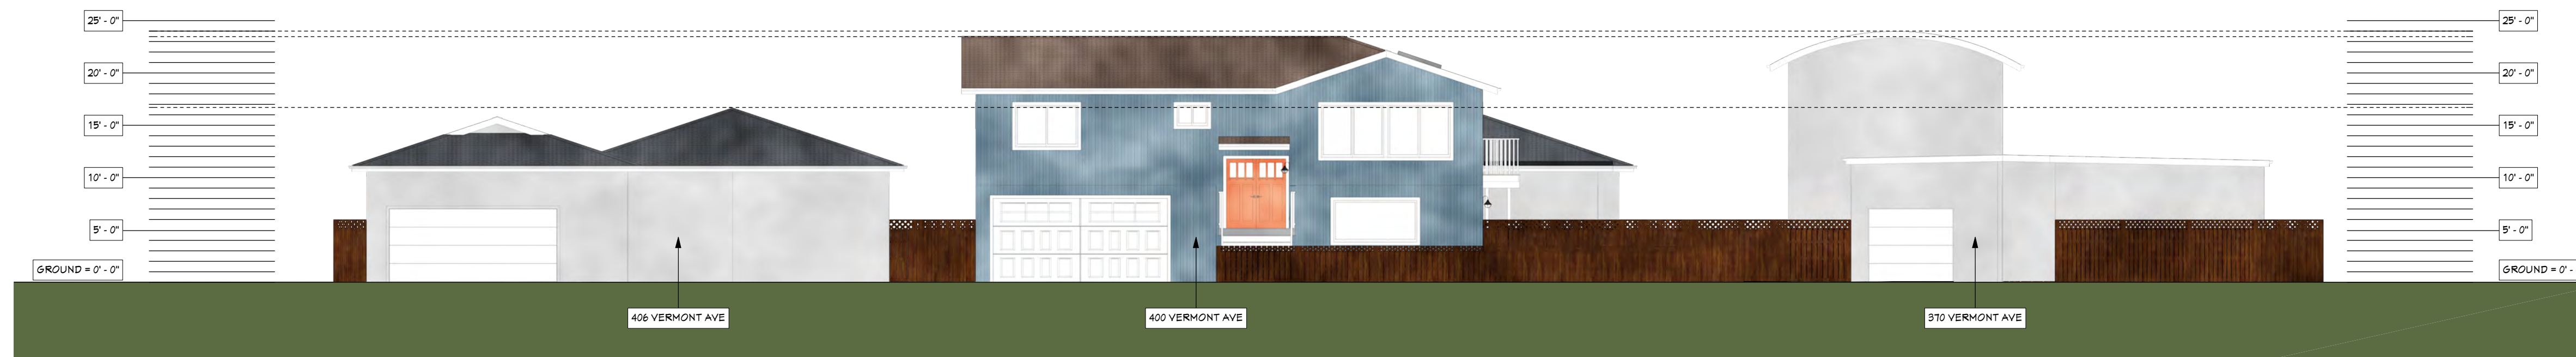 25' - 0"
20' - 0"
15' - 0"
10' - 0"
5' - 0"
GROUND = 0' - 0"
25' - 0"
20' - 0"
15' - 0"
10' - 0"
5' - 0"
GROUND = 0' -
406 VERMONT AVE
400 VERMONT AVE
370 VERMONT AVE